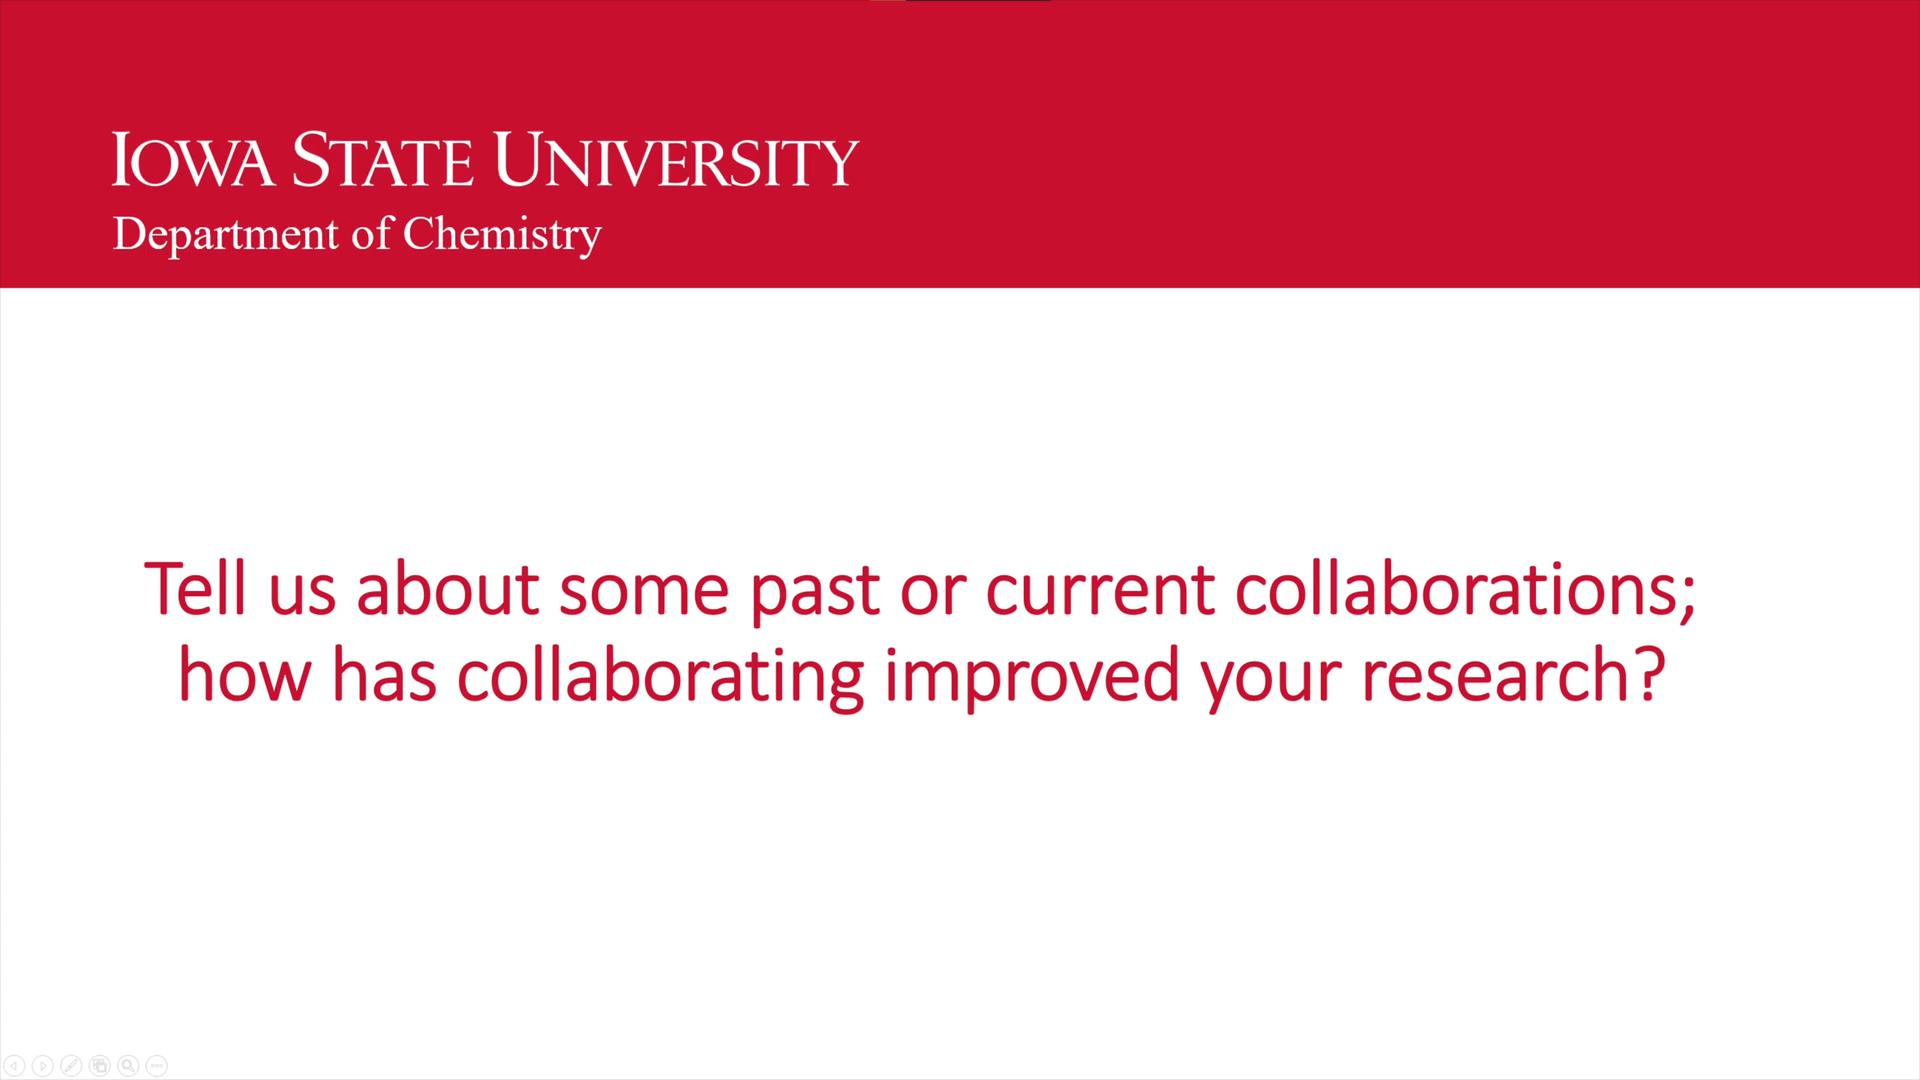 IOWA STATE UNIVERSITY
Department of Chemistry
Tell us about some past or current collaborations;
how has collaborating improved your research?